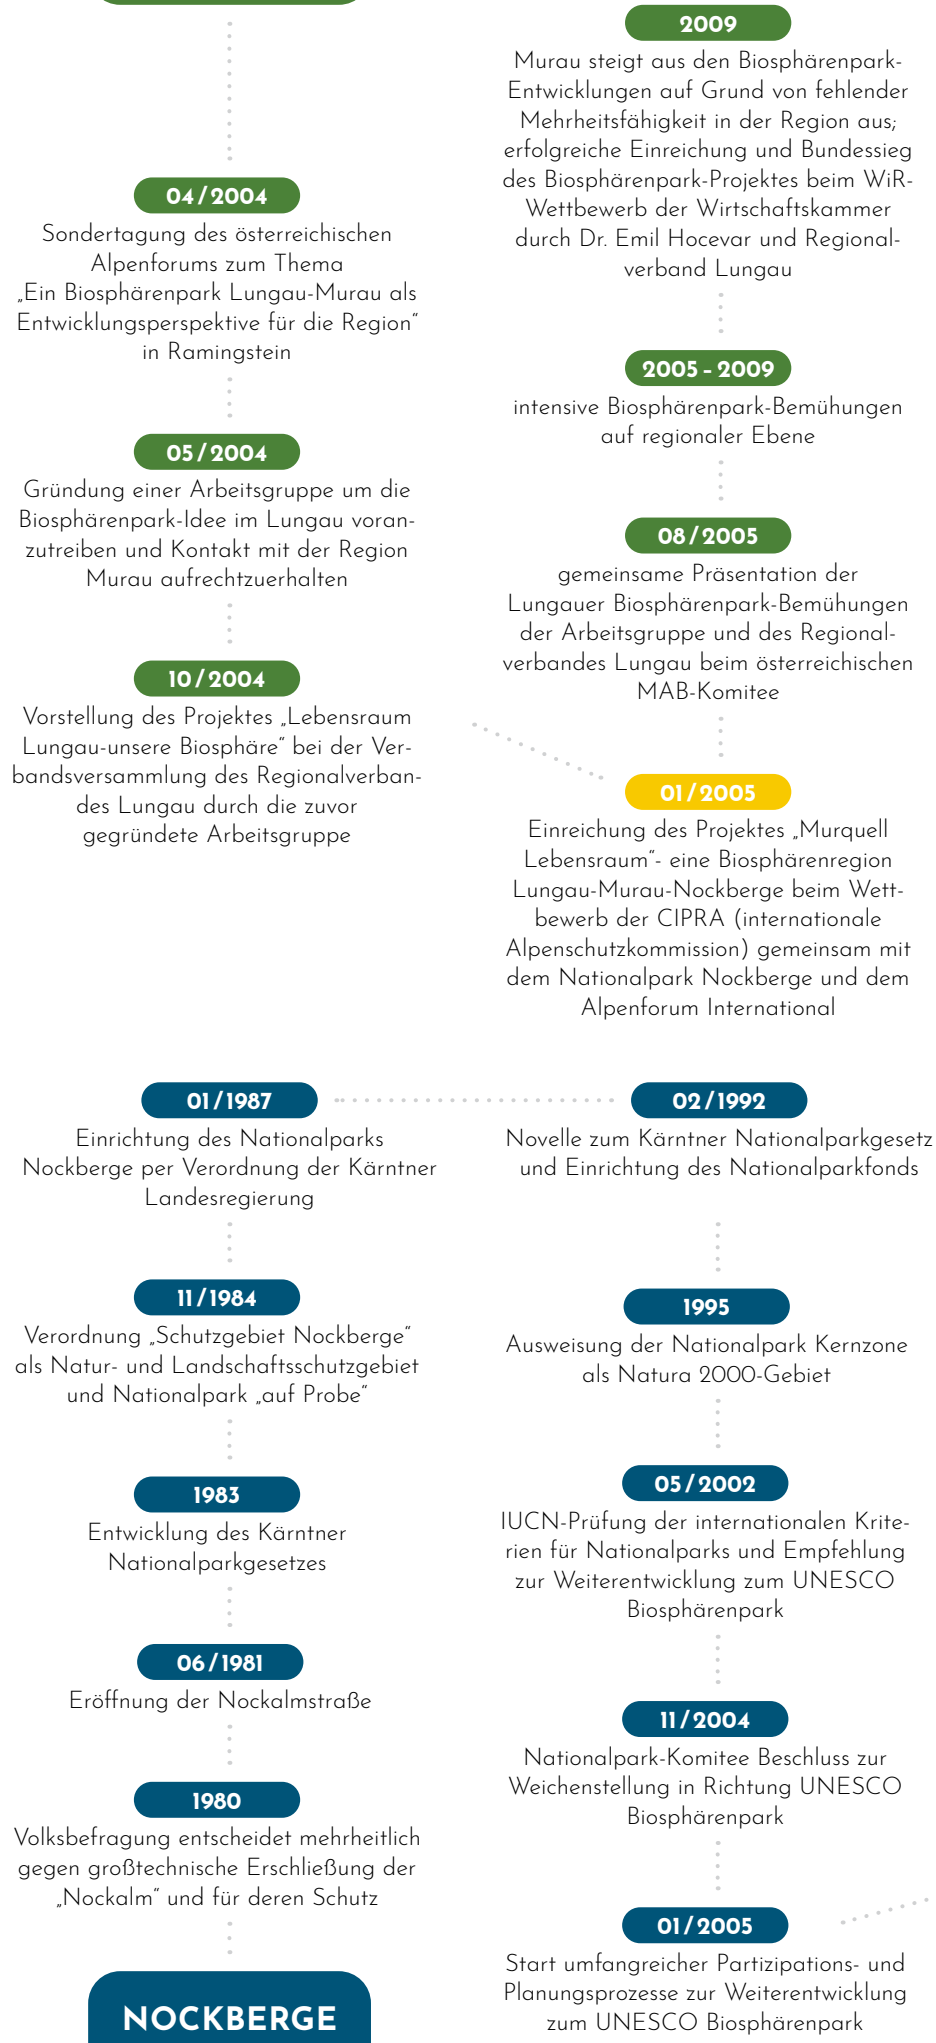 04 / 2004
Sondertagung des österreichischen
Alpenforums zum Thema
„Ein Biosphärenpark Lungau-Murau als
Entwicklungsperspektive für die Region“
in Ramingstein
05 / 2004
Gründung einer Arbeitsgruppe um die
Biosphärenpark-Idee im Lungau voran-
zutreiben und Kontakt mit der Region
Murau aufrechtzuerhalten
10 / 2004
Vorstellung des Projektes „Lebensraum
Lungau-unsere Biosphäre“ bei der Ver-
bandsversammlung des Regionalverban-
des Lungau durch die zuvor
gegründete Arbeitsgruppe
2009
Murau steigt aus den Biosphärenpark-
Entwicklungen auf Grund von fehlender
Mehrheitsfähigkeit in der Region aus;
erfolgreiche Einreichung und Bundessieg
des Biosphärenpark-Projektes beim WiR-
Wettbewerb der Wirtschaftskammer
durch Dr. Emil Hocevar und Regional-
verband Lungau
2005 - 2009
intensive Biosphärenpark-Bemühungen
auf regionaler Ebene
08 / 2005
gemeinsame Präsentation der
Lungauer Biosphärenpark-Bemühungen
der Arbeitsgruppe und des Regional-
verbandes Lungau beim österreichischen
MAB-Komitee
01 / 2005
Einreichung des Projektes „Murquell
Lebensraum“- eine Biosphärenregion
Lungau-Murau-Nockberge beim Wett-
bewerb der CIPRA (internationale
Alpenschutzkommission) gemeinsam mit
dem Nationalpark Nockberge und dem
Alpenforum International
01 / 1987
Einrichtung des Nationalparks
Nockberge per Verordnung der Kärntner
Landesregierung
11 / 1984
Verordnung „Schutzgebiet Nockberge“
als Natur- und Landschaftsschutzgebiet
und Nationalpark „auf Probe“
1983
Entwicklung des Kärntner
Nationalparkgesetzes
06 / 1981
Eröffnung der Nockalmstraße
1980
Volksbefragung entscheidet mehrheitlich
gegen großtechnische Erschließung der
„Nockalm“ und für deren Schutz
NOCKBERGE
02 / 1992
Novelle zum Kärntner Nationalparkgesetz
und Einrichtung des Nationalparkfonds
1995
Ausweisung der Nationalpark Kernzone
als Natura 2000-Gebiet
05 / 2002
IUCN-Prüfung der internationalen Krite-
rien für Nationalparks und Empfehlung
zur Weiterentwicklung zum UNESCO
Biosphärenpark
11 / 2004
Nationalpark-Komitee Beschluss zur
Weichenstellung in Richtung UNESCO
Biosphärenpark
01 / 2005
Start umfangreicher Partizipations- und
Planungsprozesse zur Weiterentwicklung
zum UNESCO Biosphärenpark